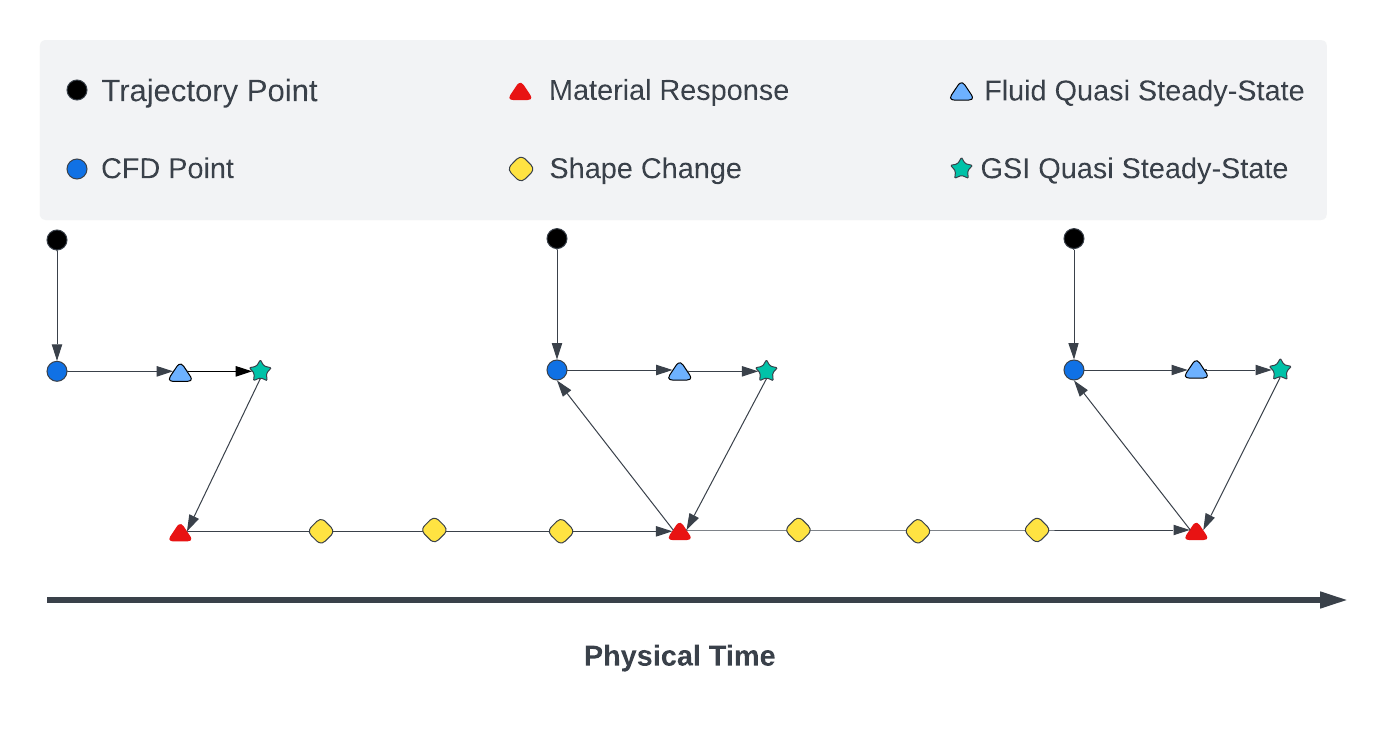 Trajectory Point
Material Response
Fluid Quasi Steady-State
CFD Point
Shape Change
GSI Quasi Steady-State
Physical Time